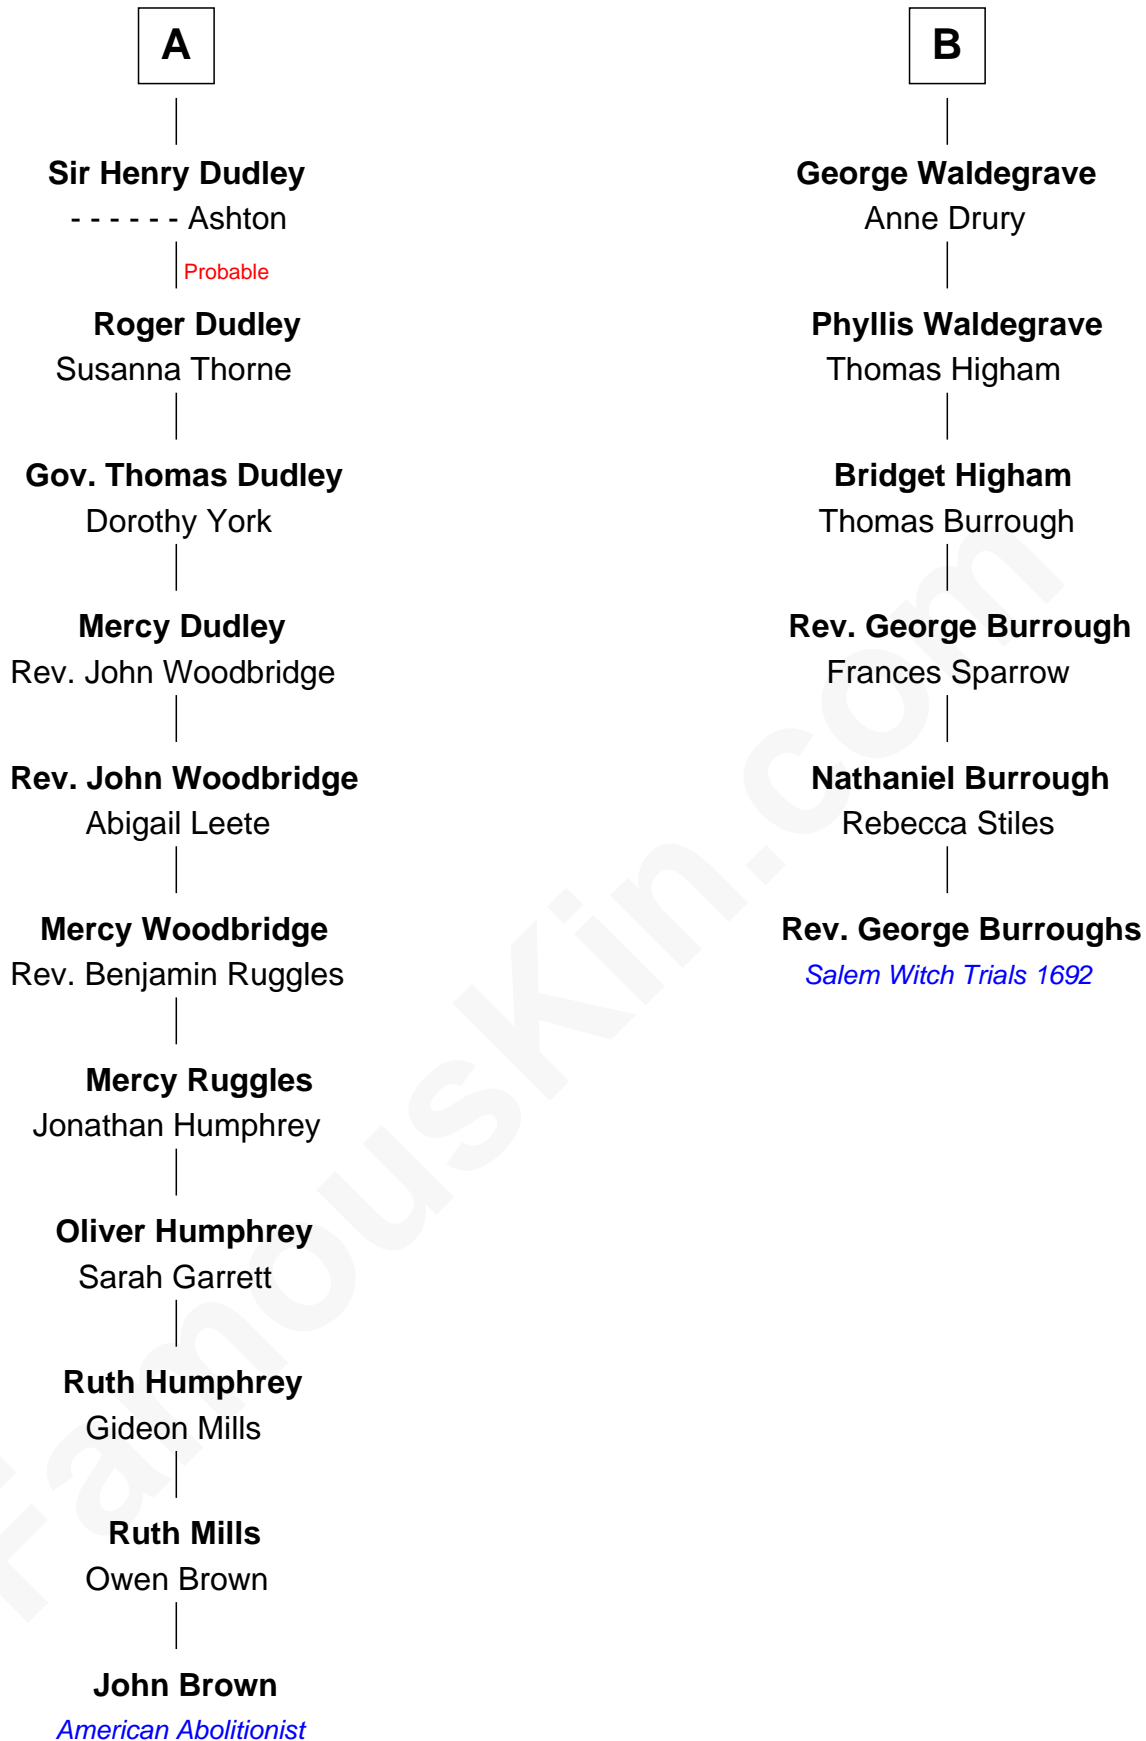 A
Sir Henry Dudley
- - - - - - Ashton
Probable
Roger Dudley
Susanna Thorne
Gov. Thomas Dudley
Dorothy York
Mercy Dudley
Rev. John Woodbridge
Rev. John Woodbridge
Abigail Leete
Mercy Woodbridge
Rev. Benjamin Ruggles
Mercy Ruggles
Jonathan Humphrey
Oliver Humphrey
Sarah Garrett
Ruth Humphrey
Gideon Mills
Ruth Mills
Owen Brown
John Brown
American Abolitionist
B
George Waldegrave
Anne Drury
Phyllis Waldegrave
Thomas Higham
Bridget Higham
Thomas Burrough
Rev. George Burrough
Frances Sparrow
Nathaniel Burrough
Rebecca Stiles
Rev. George Burroughs
Salem Witch Trials 1692
FamousKin.com